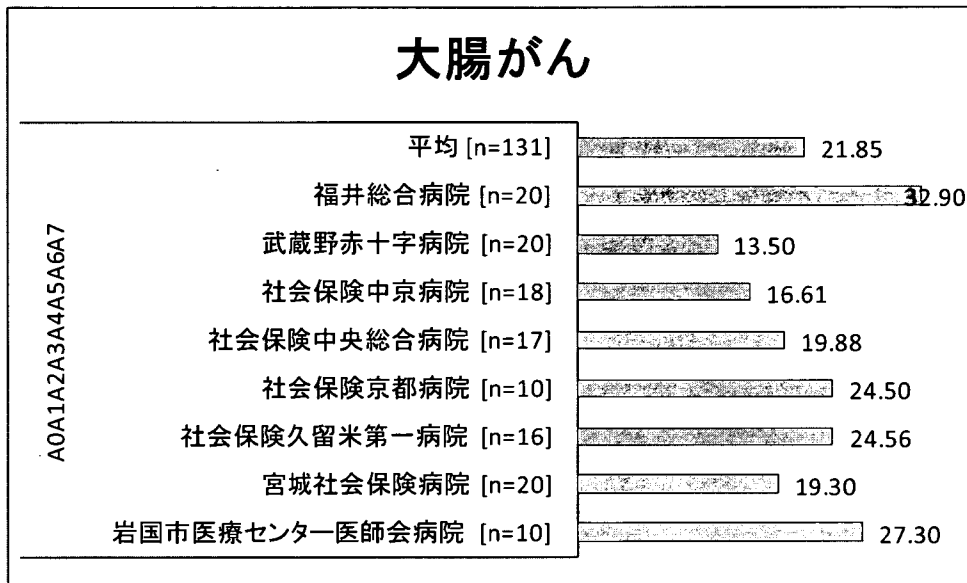 大腸がん
平均 [n=131] 21.85
福井総合病院 [n=20] 32.90
武蔵野赤十字病院 [n=20] 13.50
社会保険中京病院 [n=18] 16.61
社会保険中央総合病院 [n=17] 19.88
社会保険京都病院 [n=10] 24.50
社会保険久留米第一病院 [n=16] 24.56
宮城社会保険病院 [n=20] 19.30
岩国市医療センター医師会病院 [n=10] 27.30
A0A1A2A3A4A5A6A7